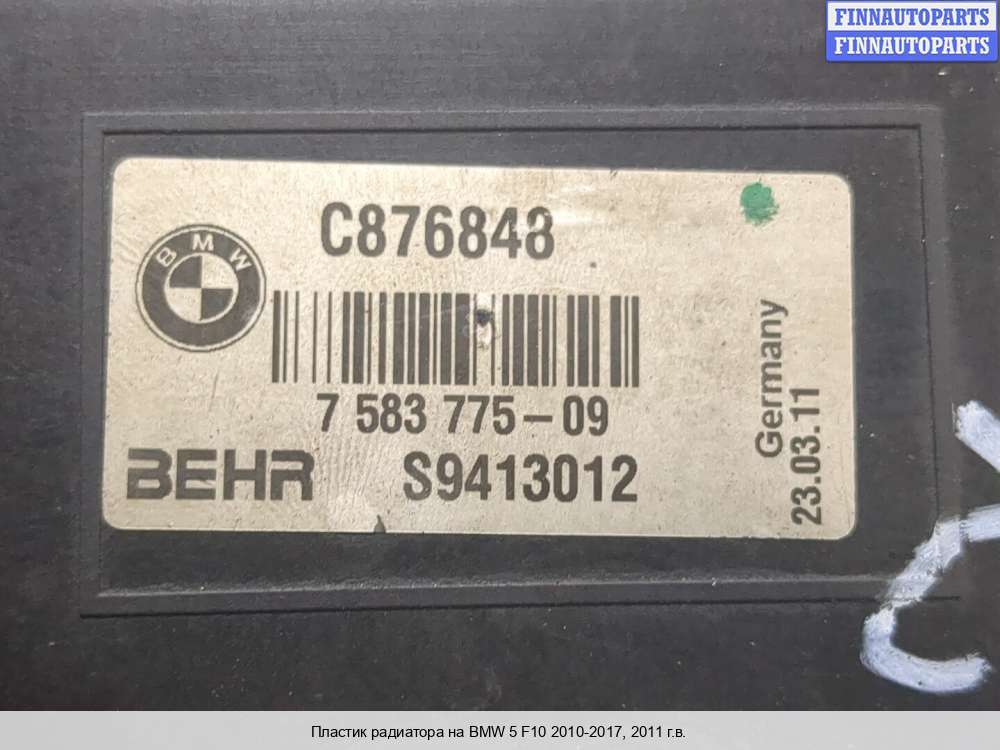 FINNAUTOPARTS
FINNAUTOPARTS
C876848
BMW
7 583 775-09
BEHR
S9413012
Germany
23.03.11
Пластик радиатора на BMW 5 F10 2010-2017, 2011 г.в.